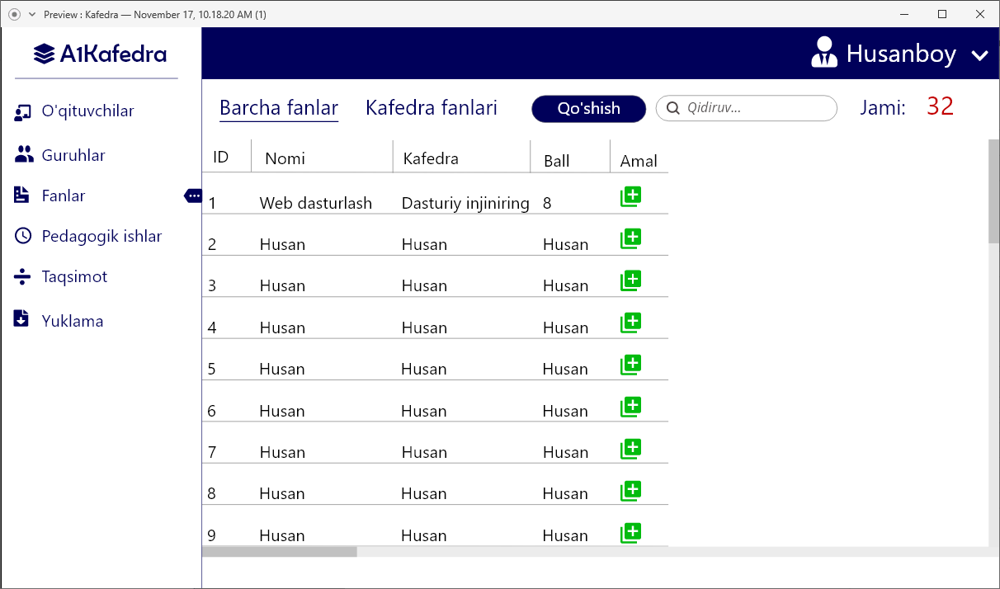 Preview : Kafedra — November 17, 10.18.20 AM (1)
A1Kafedra
Husanboy
O'qituvchilar
Guruhlar
Fanlar
Pedagogik ishlar
Taqsimot
Yuklama
Barcha fanlar Kafedra fanlari Qo'shish Qidiruv... Jami: 32
ID Nomi Kafedra Ball Amal
1 Web dasturlash Dasturiy injiniring 8
2 Husan Husan Husan
3 Husan Husan Husan
4 Husan Husan Husan
5 Husan Husan Husan
6 Husan Husan Husan
7 Husan Husan Husan
8 Husan Husan Husan
9 Husan Husan Husan